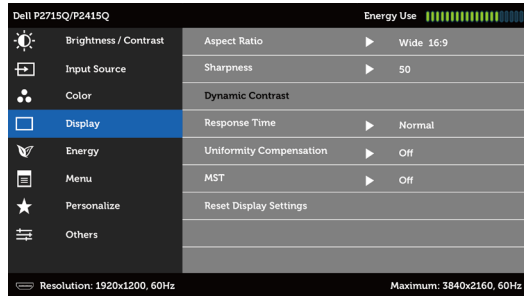 Dell P2715Q/P2415Q Energy Use
Brightness / Contrast Aspect Ratio Wide 16:9
Input Source Sharpness 50
Color Dynamic Contrast
Display Response Time Normal
Energy Uniformity Compensation Off
Menu MST Off
Personalize Reset Display Settings
Others
Resolution: 1920x1200, 60Hz Maximum: 3840x2160, 60Hz